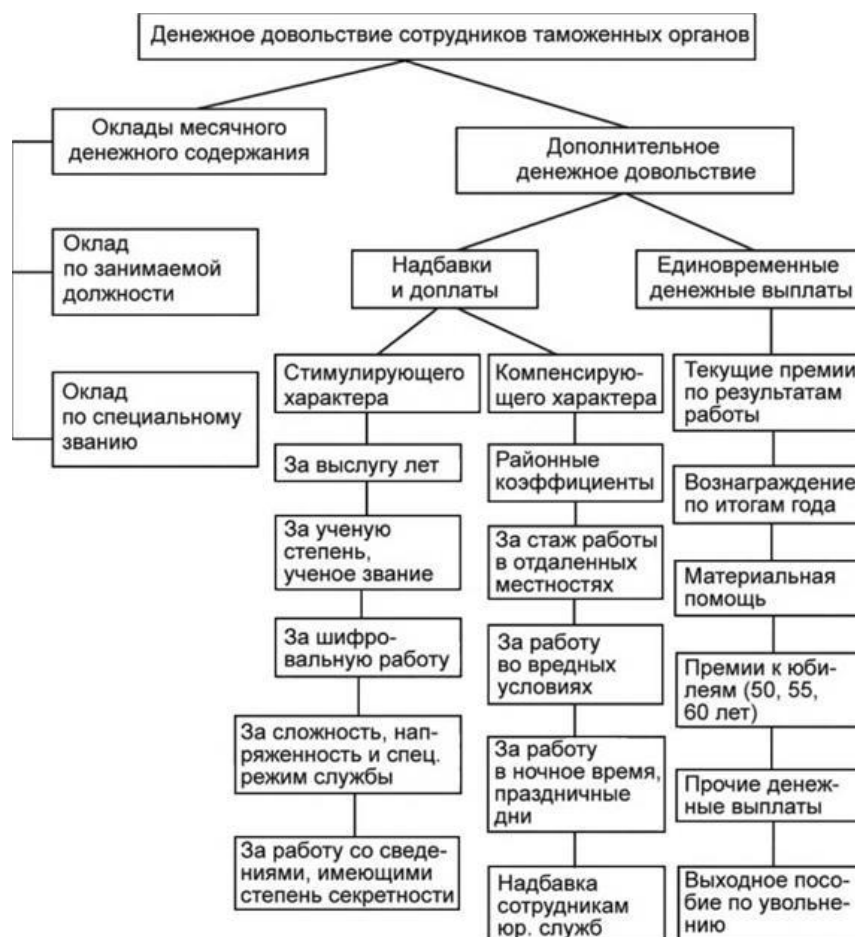 Денежное довольствие сотрудников таможенных органов
Оклады месячного
денежного содержания
Оклад
по занимаемой
должности
Оклад
по специальному
званию
Дополнительное
денежное довольствие
Надбавки
и доплаты
Стимулирующего
характера
За выслугу лет
За ученую
степень,
ученое звание
За шифро-
вальную работу
За сложность, нап-
ряженность и спец.
режим службы
За работу со сведе-
ниями, имеющими
степень секретности
Компенсирую-
щего характера
Районные
коэффициенты
За стаж работы
в отдаленных
местностях
За работу
во вредных
условиях
За работу
в ночное время,
праздничные
дни
Надбавка
сотрудникам
юр. служб
Единовременные
денежные выплаты
Текущие премии
по результатам
работы
Вознаграждение
по итогам года
Материальная
помощь
Премии к юби-
леям (50, 55,
60 лет)
Прочие денеж-
ные выплаты
Выходное посо-
бие по увольне-
нию